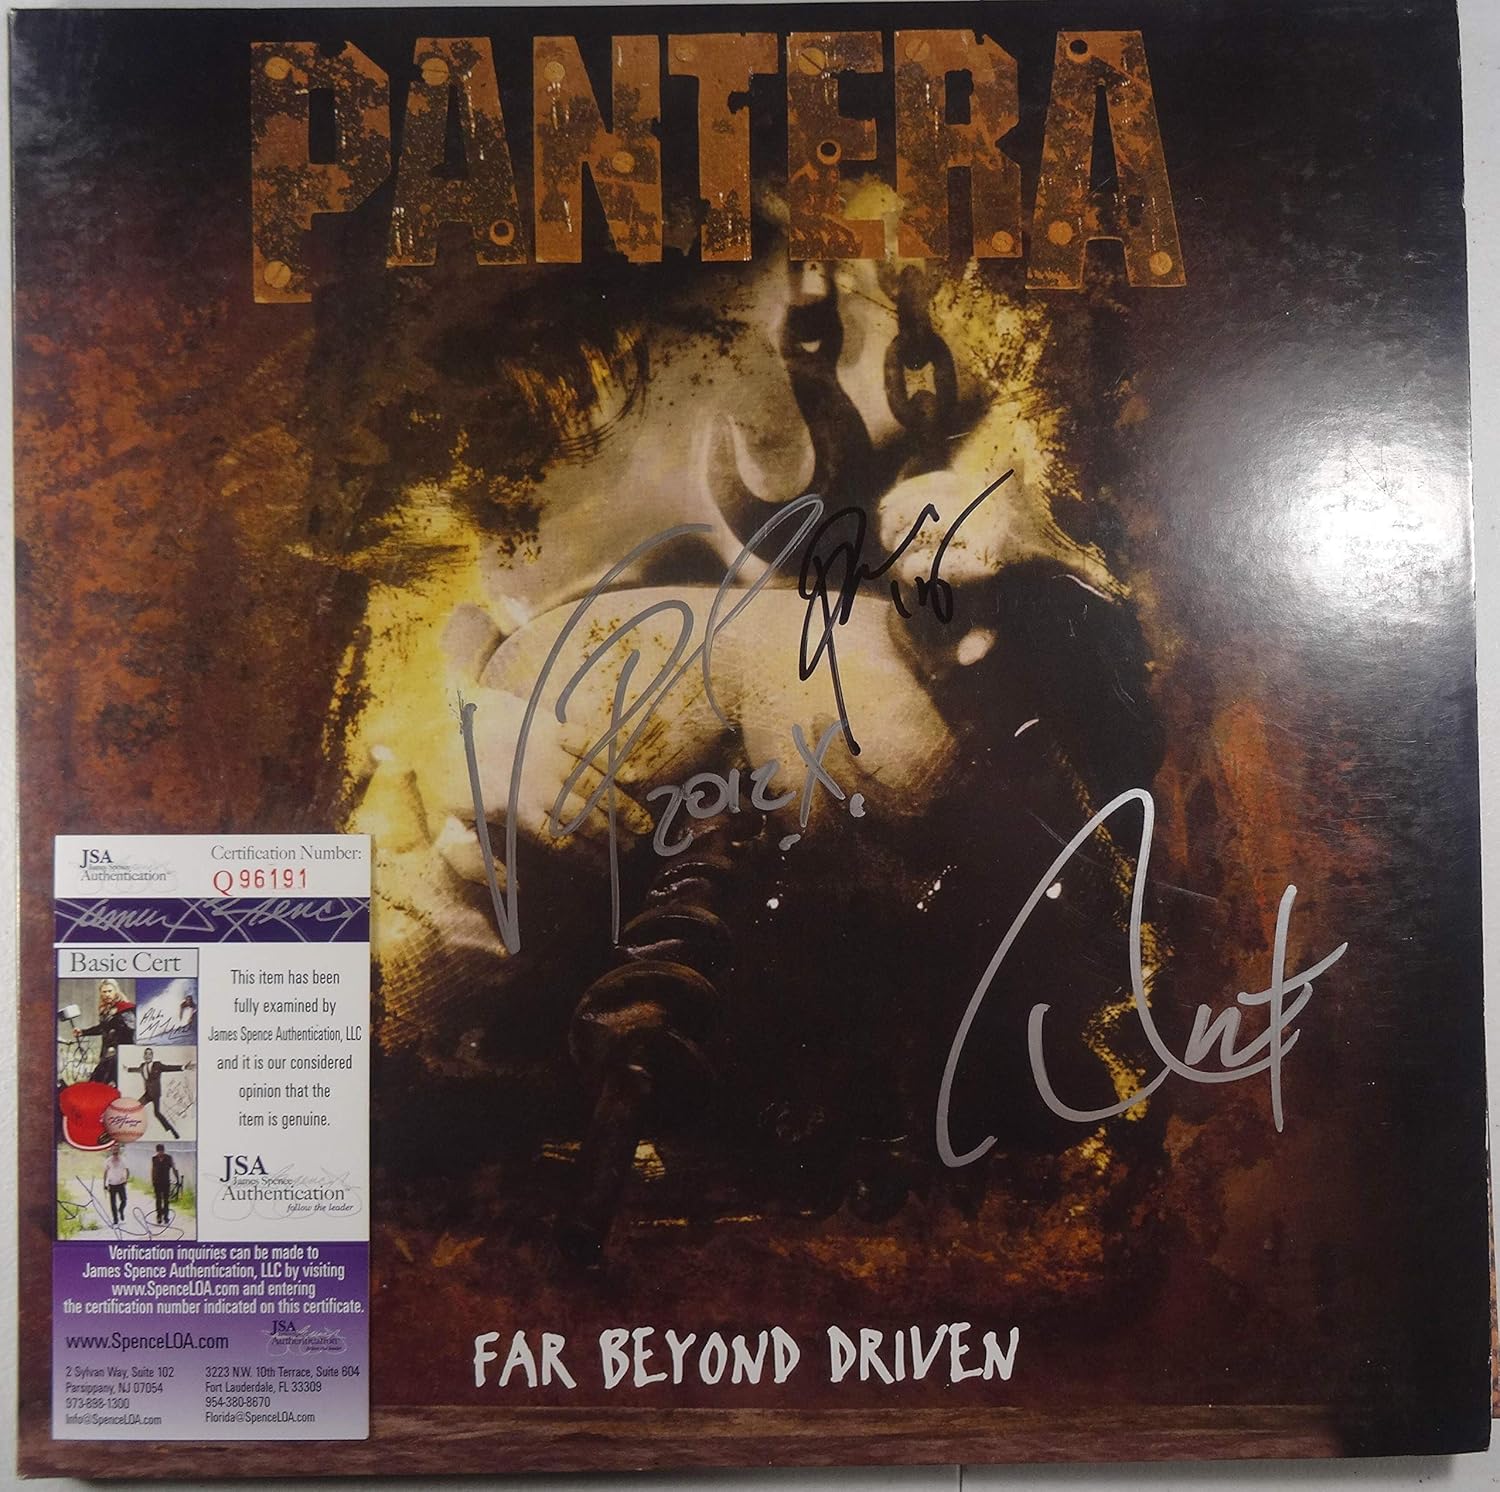 PANTERA
2012
FAR BEYOND DRIVEN
JSA
James Spence
Authentication
Certification Number:
Q96191
Basic Cert
This item has been
fully examined by
James Spence Authentication, LLC
and it is our considered
opinion that the
item is genuine.
JSA
James Spence
Authentication
follow the leader
Verification inquiries can be made to
James Spence Authentication, LLC by visiting
www.SpenceLOA.com and entering
the certification number indicated on this certificate.
JSA
Authentication
www.SpenceLOA.com
2 Sylvan Way, Suite 102
Parsippany, NJ 07054
973-898-1300
Info@SpenceLOA.com
3223 N.W. 10th Terrace, Suite 604
Fort Lauderdale, FL 33309
954-380-8670
Florida@SpenceLOA.com